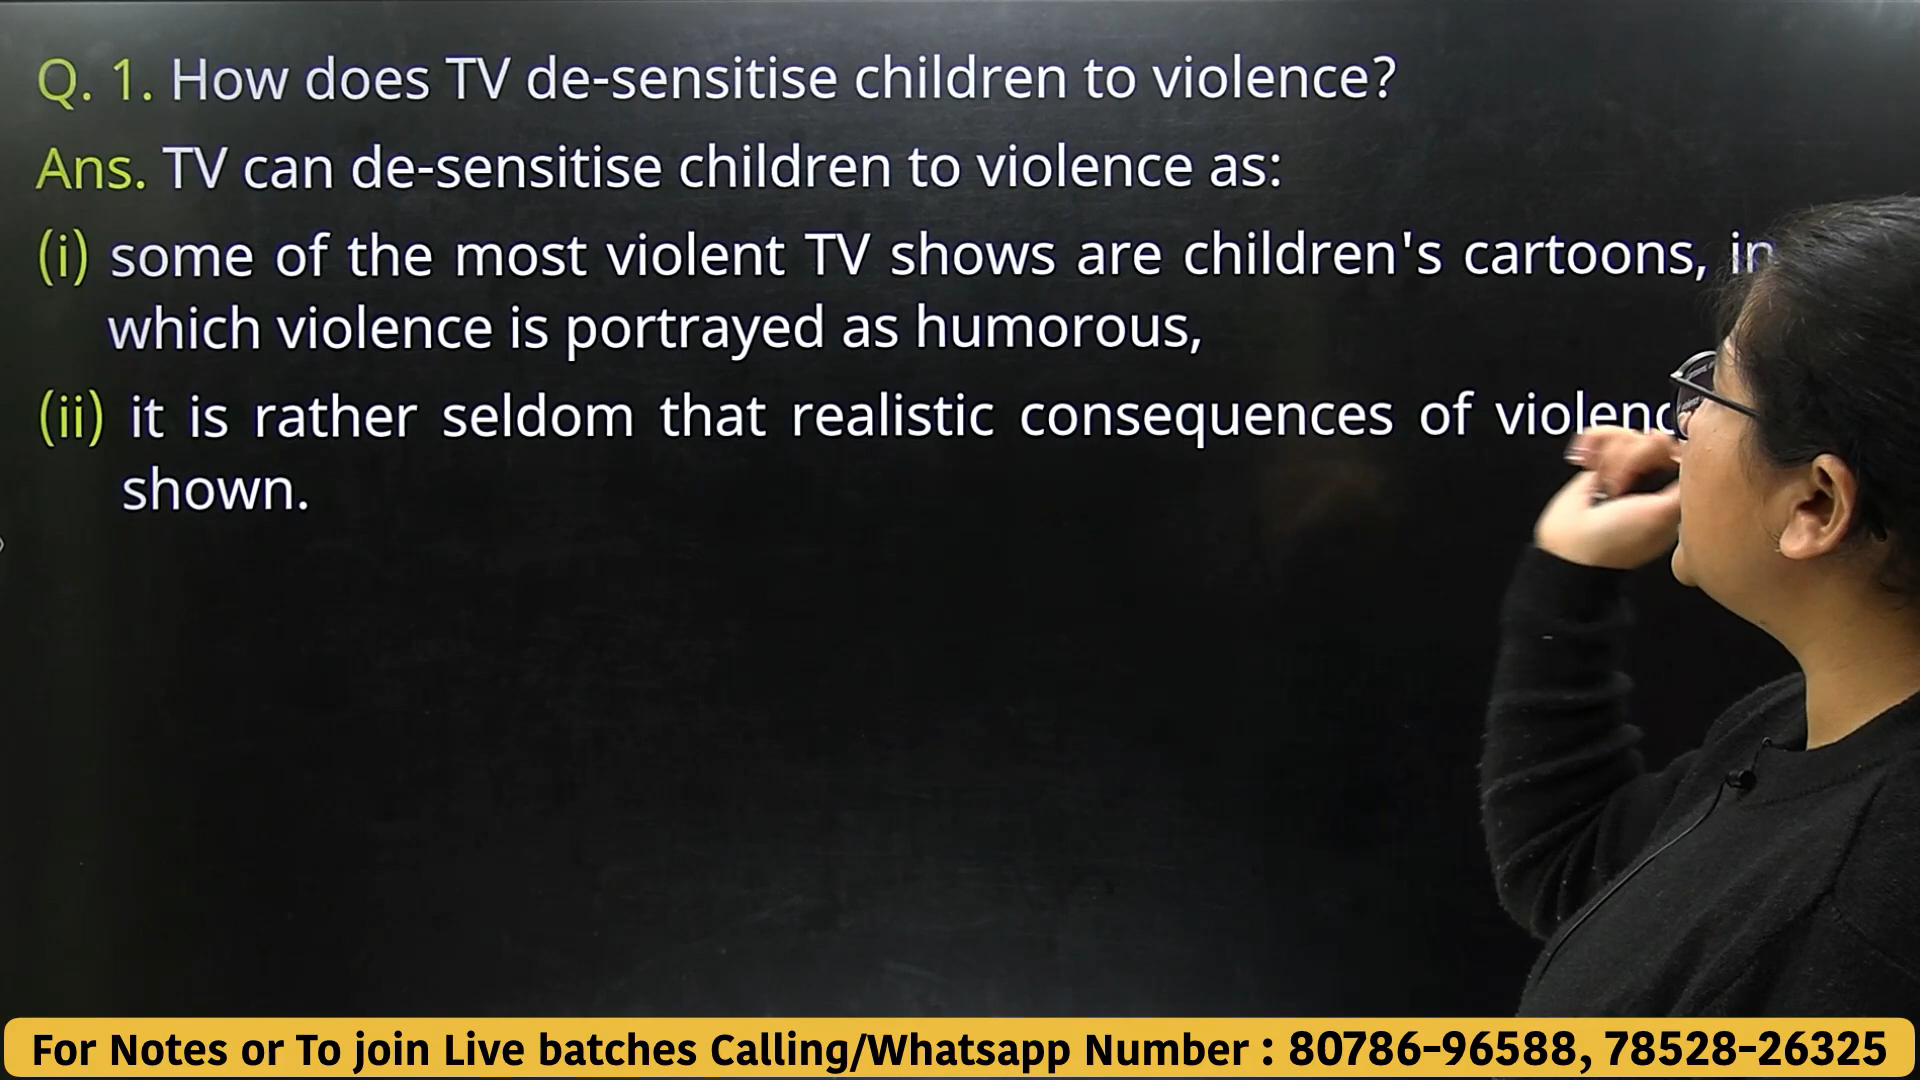 Q. 1. How does TV de-sensitise children to violence?
Ans. TV can de-sensitise children to violence as:
(i) some of the most violent TV shows are children's cartoons, in
which violence is portrayed as humorous,
(ii) it is rather seldom that realistic consequences of
shown.
For Notes or To join Live batches Calling/Whatsapp Number : 80786-96588, 78528-26325